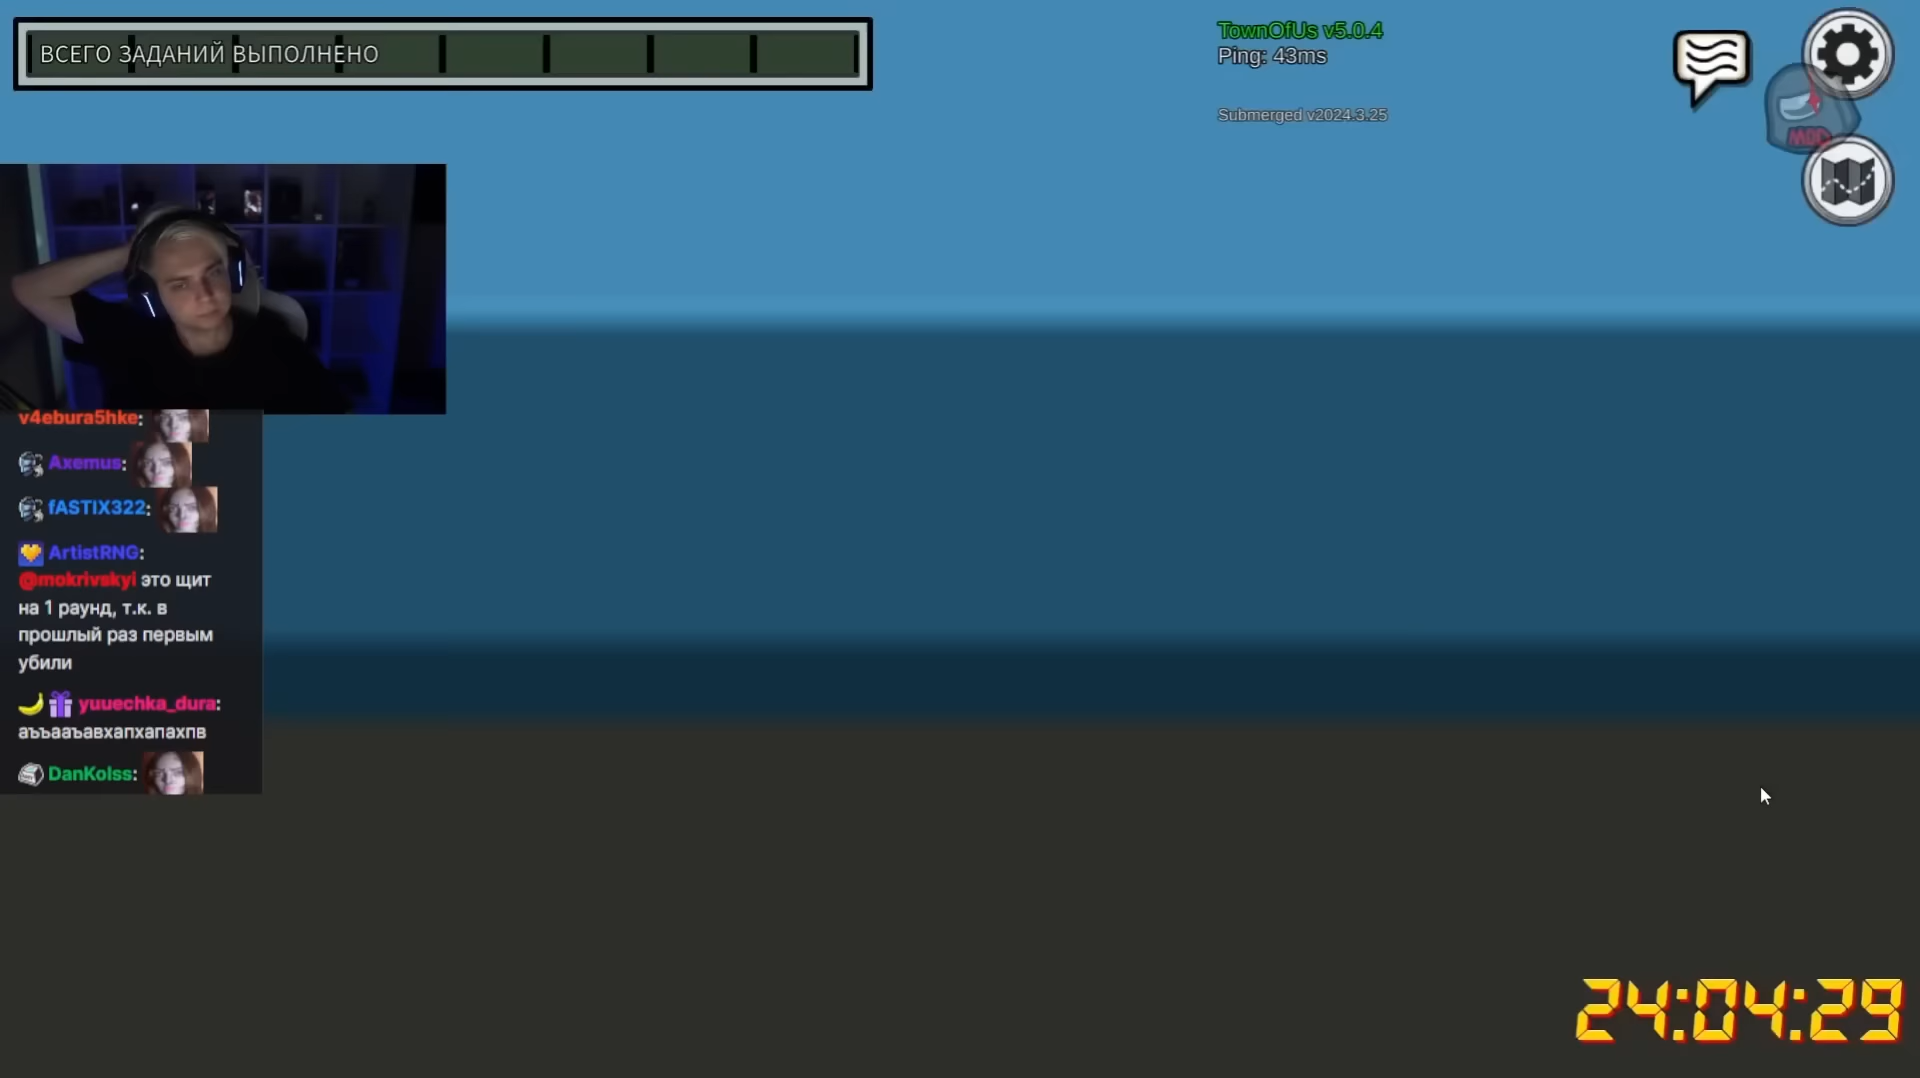 ВСЕГО ЗАДАНИЙ ВЫПОЛНЕНО
TownOfUs v5.0.4
Ping: 43ms
Submerged v2024.3.25
MOD
v4ebura5hke:
Axemus:
fASTIX322:
ArtistRNG:
@mokrivskyi это щит
на 1 раунд, т.к. в
прошлый раз первым
убили
yuuechka_dura:
аъъааъавхапхапахпв
DanKolss:
24:04:29